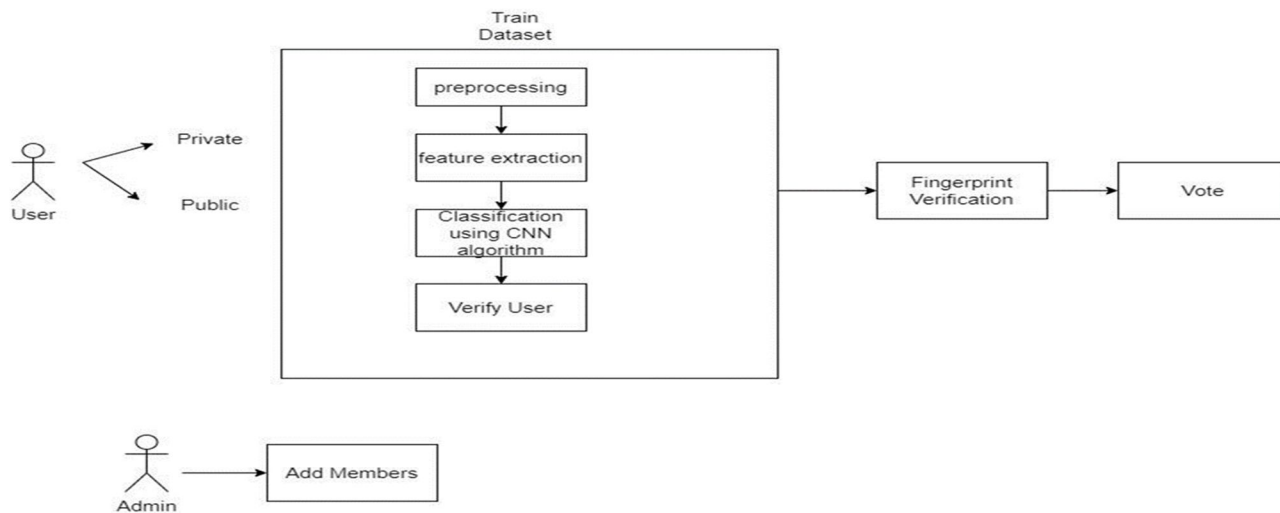 Train
Dataset
preprocessing
feature extraction
Classification
using CNN
algorithm
Verify User
Private
Public
User
Fingerprint
Verification
Vote
Add Members
Admin